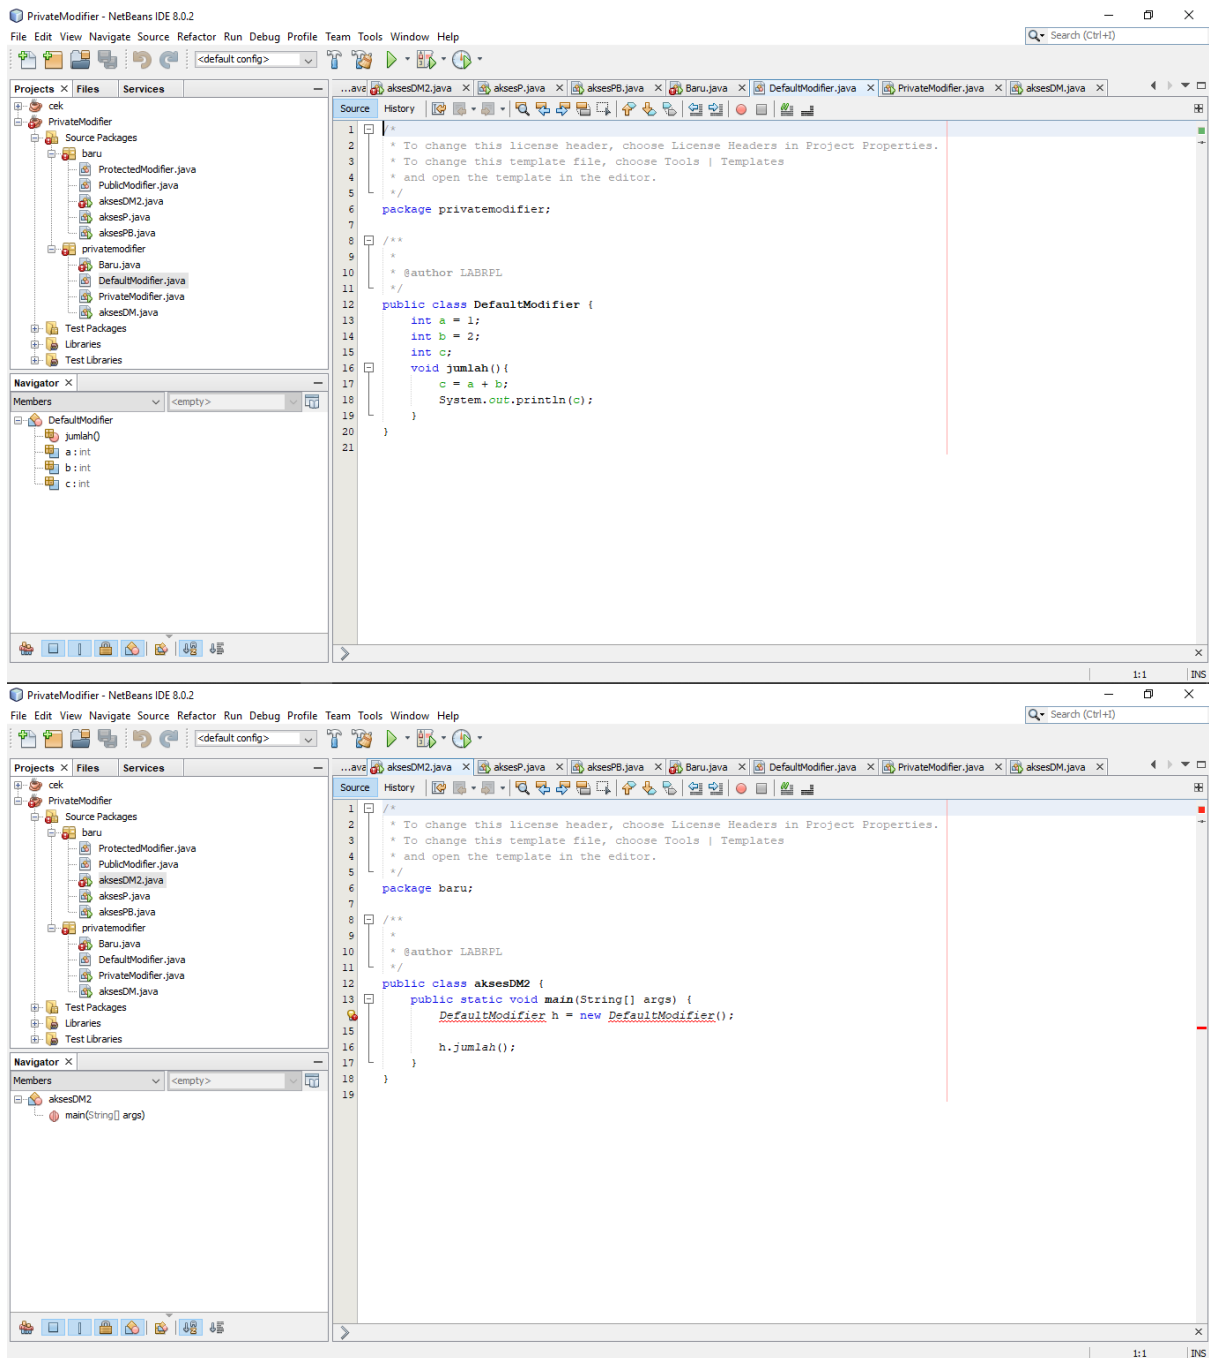 PrivateModifier - NetBeans IDE 8.0.2
File Edit View Navigate Source Refactor Run Debug Profile Team Tools Window Help
Search (Ctrl+I)
<default config>
Projects Files Services
...ava aksesDM2.java aksesP.java aksesPB.java Baru.java DefaultModifier.java PrivateModifier.java aksesDM.java
Source History
cek
PrivateModifier
Source Packages
baru
ProtectedModifier.java
PublicModifier.java
aksesDM2.java
aksesP.java
aksesPB.java
privatemodifier
Baru.java
DefaultModifier.java
PrivateModifier.java
aksesDM.java
Test Packages
Libraries
Test Libraries
Navigator
Members <empty>
DefaultModifier
jumlah()
a : int
b : int
c : int
1 /*
2 * To change this license header, choose License Headers in Project Properties.
3 * To change this template file, choose Tools | Templates
4 * and open the template in the editor.
5 */
6 package privatemodifier;
7
8 /**
9 *
10 * @author LABRPL
11 */
12 public class DefaultModifier {
13 int a = 1;
14 int b = 2;
15 int c;
16 void jumlah(){
17 c = a + b;
18 System.out.println(c);
19 }
20 }
21
1:1 INS
PrivateModifier - NetBeans IDE 8.0.2
File Edit View Navigate Source Refactor Run Debug Profile Team Tools Window Help
Search (Ctrl+I)
<default config>
Projects Files Services
...ava aksesDM2.java aksesP.java aksesPB.java Baru.java DefaultModifier.java PrivateModifier.java aksesDM.java
Source History
cek
PrivateModifier
Source Packages
baru
ProtectedModifier.java
PublicModifier.java
aksesDM2.java
aksesP.java
aksesPB.java
privatemodifier
Baru.java
DefaultModifier.java
PrivateModifier.java
aksesDM.java
Test Packages
Libraries
Test Libraries
Navigator
Members <empty>
aksesDM2
main(String[] args)
1 /*
2 * To change this license header, choose License Headers in Project Properties.
3 * To change this template file, choose Tools | Templates
4 * and open the template in the editor.
5 */
6 package baru;
7
8 /**
9 *
10 * @author LABRPL
11 */
12 public class aksesDM2 {
13 public static void main(String[] args) {
DefaultModifier h = new DefaultModifier();
15
16 h.jumlah();
17 }
18 }
19
1:1 INS